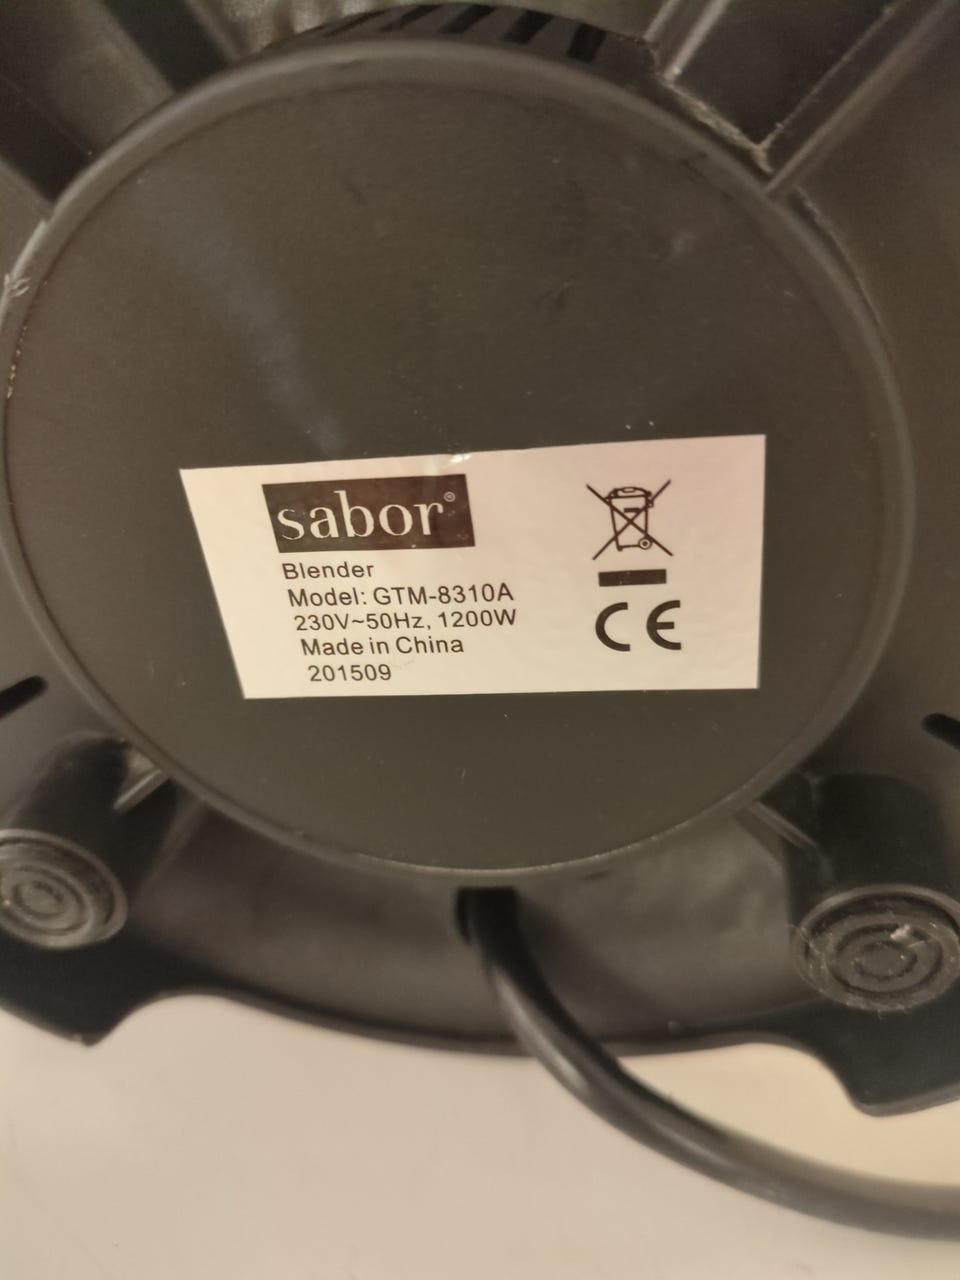 sabor®
Blender
Model: GTM-8310A
230V~50Hz, 1200W
Made in China
201509
CE